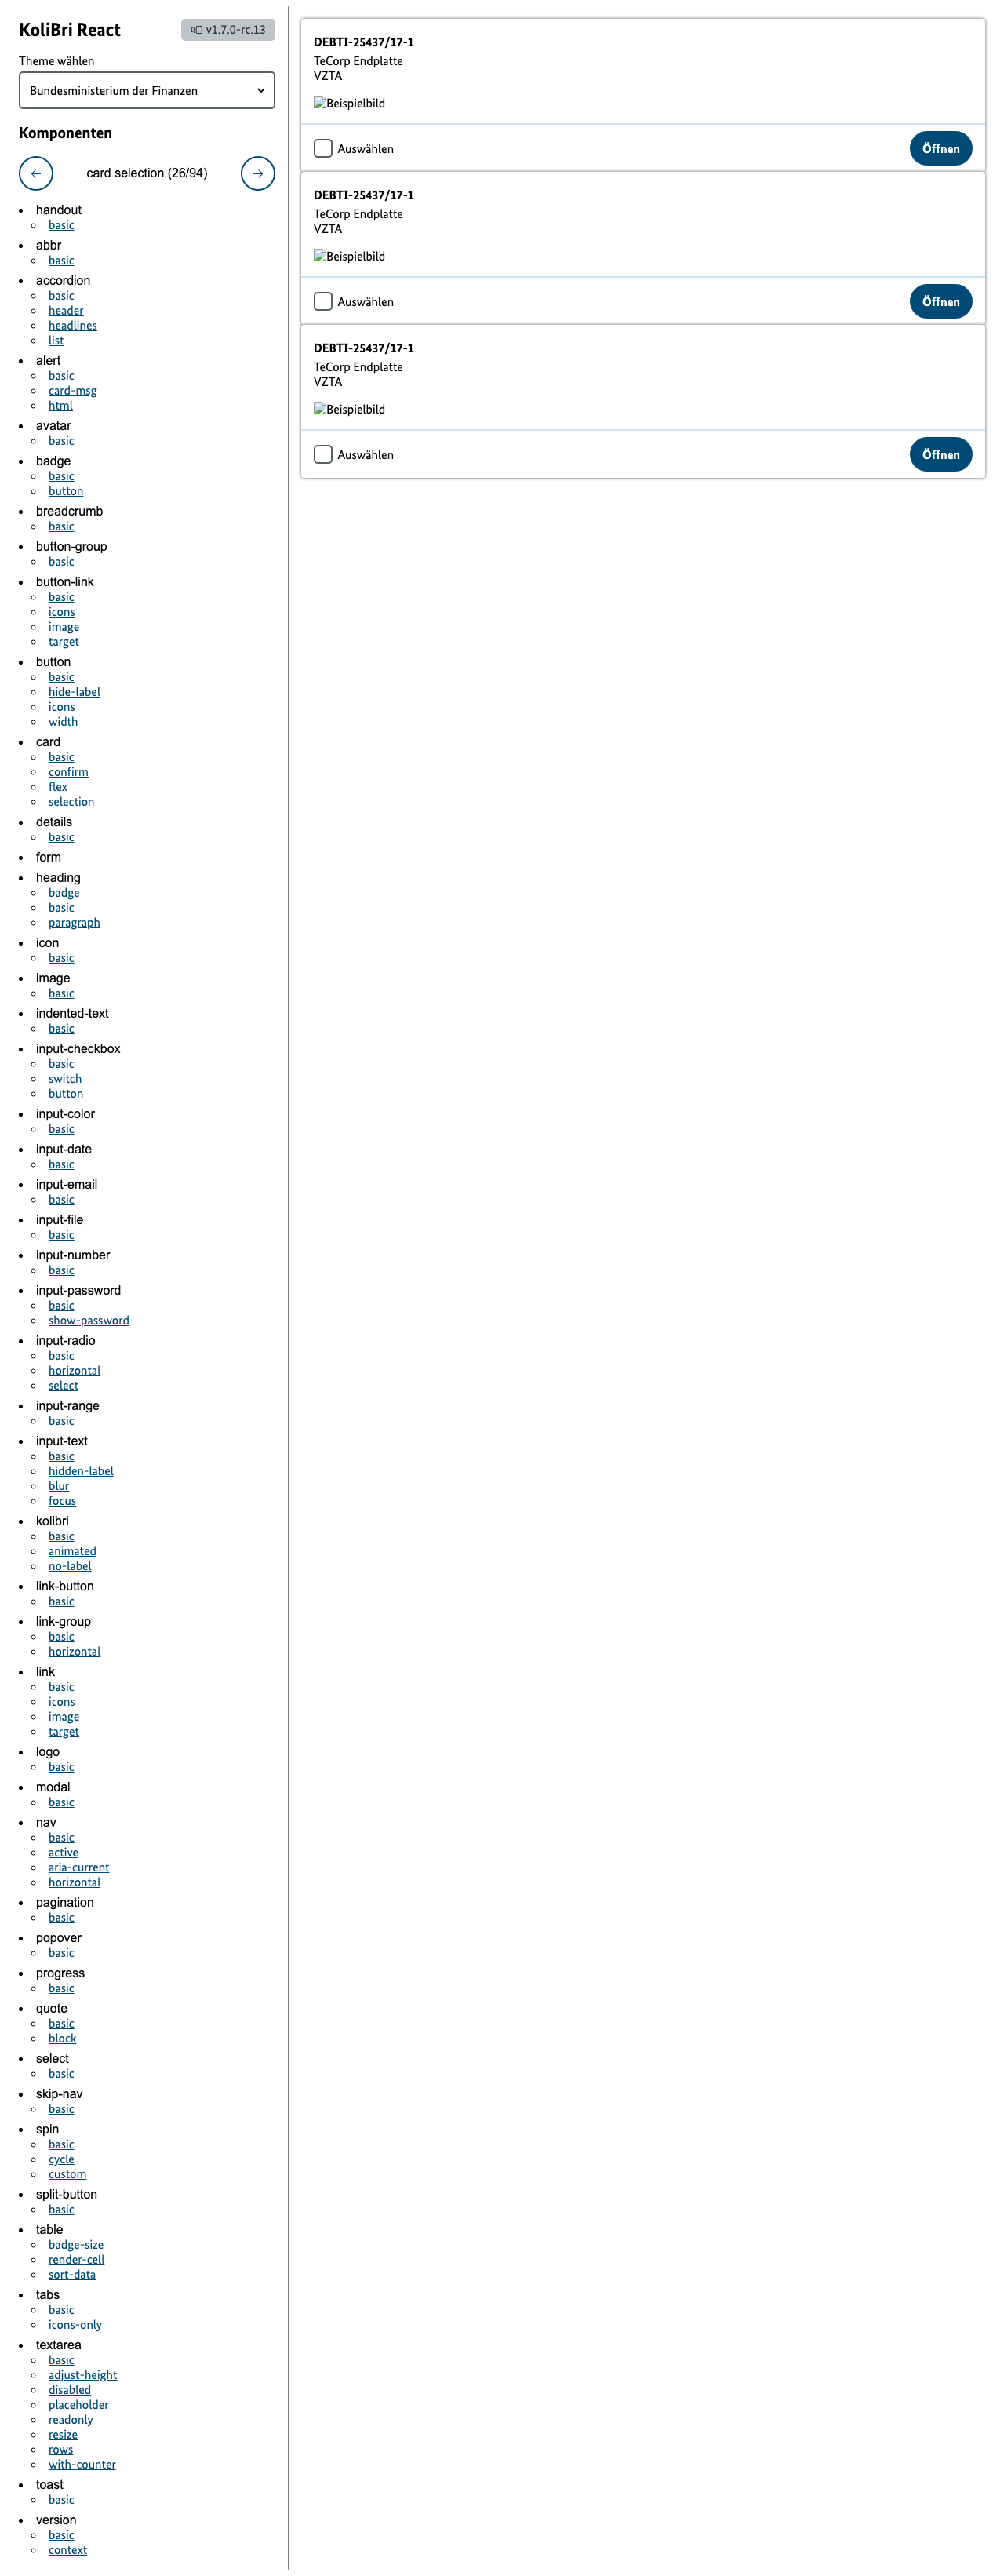 KoliBri React
v1.7.0-rc.13
Theme wählen
Bundesministerium der Finanzen
Komponenten
card selection (26/94)
handout
basic
abbr
basic
accordion
basic
header
headlines
list
alert
basic
card-msg
html
avatar
basic
badge
basic
button
breadcrumb
basic
button-group
basic
button-link
basic
icons
image
target
button
basic
hide-label
icons
width
card
basic
confirm
flex
selection
details
basic
form
heading
badge
basic
paragraph
icon
basic
image
basic
indented-text
basic
input-checkbox
basic
switch
button
input-color
basic
input-date
basic
input-email
basic
input-file
basic
input-number
basic
input-password
basic
show-password
input-radio
basic
horizontal
select
input-range
basic
input-text
basic
hidden-label
blur
focus
kolibri
basic
animated
no-label
link-button
basic
link-group
basic
horizontal
link
basic
icons
image
target
logo
basic
modal
basic
nav
basic
active
aria-current
horizontal
pagination
basic
popover
basic
progress
basic
quote
basic
block
select
basic
skip-nav
basic
spin
basic
cycle
custom
split-button
basic
table
badge-size
render-cell
sort-data
tabs
basic
icons-only
textarea
basic
adjust-height
disabled
placeholder
readonly
resize
rows
with-counter
toast
basic
version
basic
context
DEBTI-25437/17-1
TeCorp Endplatte
VZTA
Beispielbild
Auswählen
Öffnen
DEBTI-25437/17-1
TeCorp Endplatte
VZTA
Beispielbild
Auswählen
Öffnen
DEBTI-25437/17-1
TeCorp Endplatte
VZTA
Beispielbild
Auswählen
Öffnen